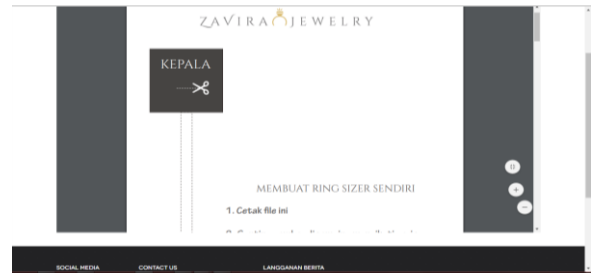 ZAVIRA JEWELRY
KEPALA
MEMBUAT RING SIZER SENDIRI
1. Cetak file ini
SOCIAL MEDIA
CONTACT US
LANGGANAN BERITA